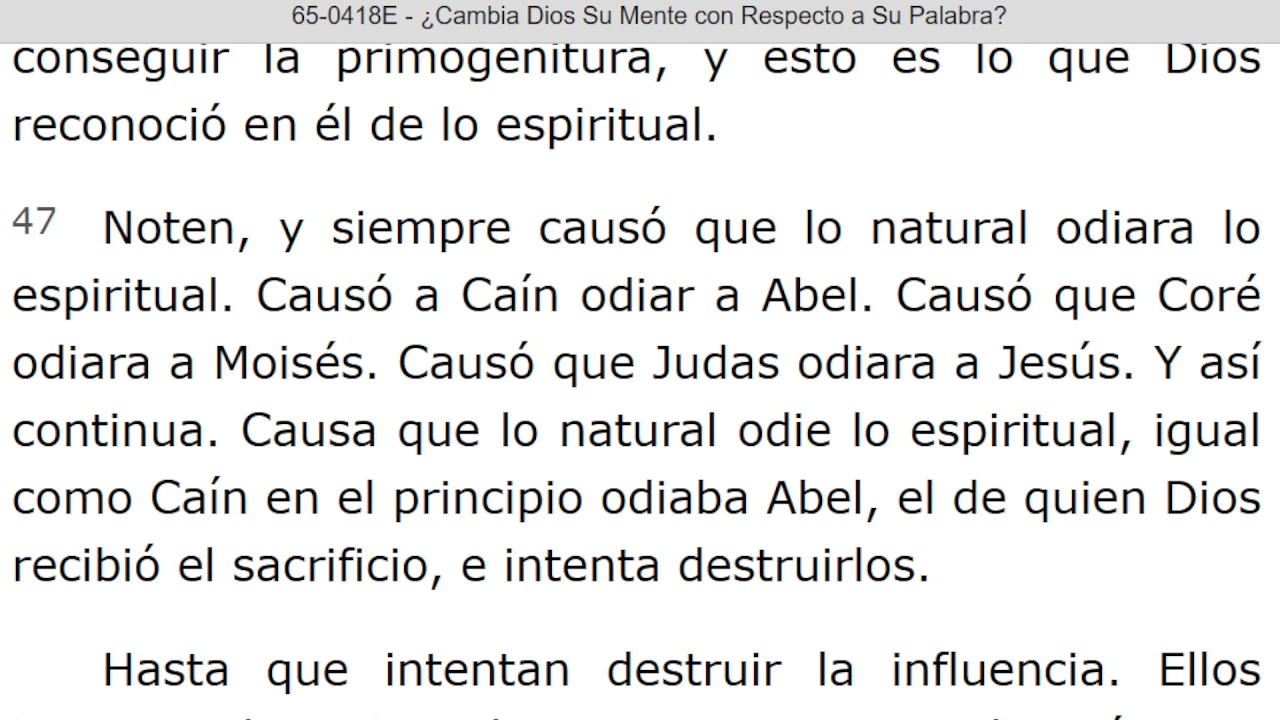 65-0418E - ¿Cambia Dios Su Mente con Respecto a Su Palabra?
conseguir la primogenitura, y esto es lo que Dios
reconoció en él de lo espiritual.
47 Noten, y siempre causó que lo natural odiara lo
espiritual. Causó a Caín odiar a Abel. Causó que Coré
odiara a Moisés. Causó que Judas odiara a Jesús. Y así
continua. Causa que lo natural odie lo espiritual, igual
como Caín en el principio odiaba Abel, el de quien Dios
recibió el sacrificio, e intenta destruirlos.
Hasta que intentan destruir la influencia. Ellos